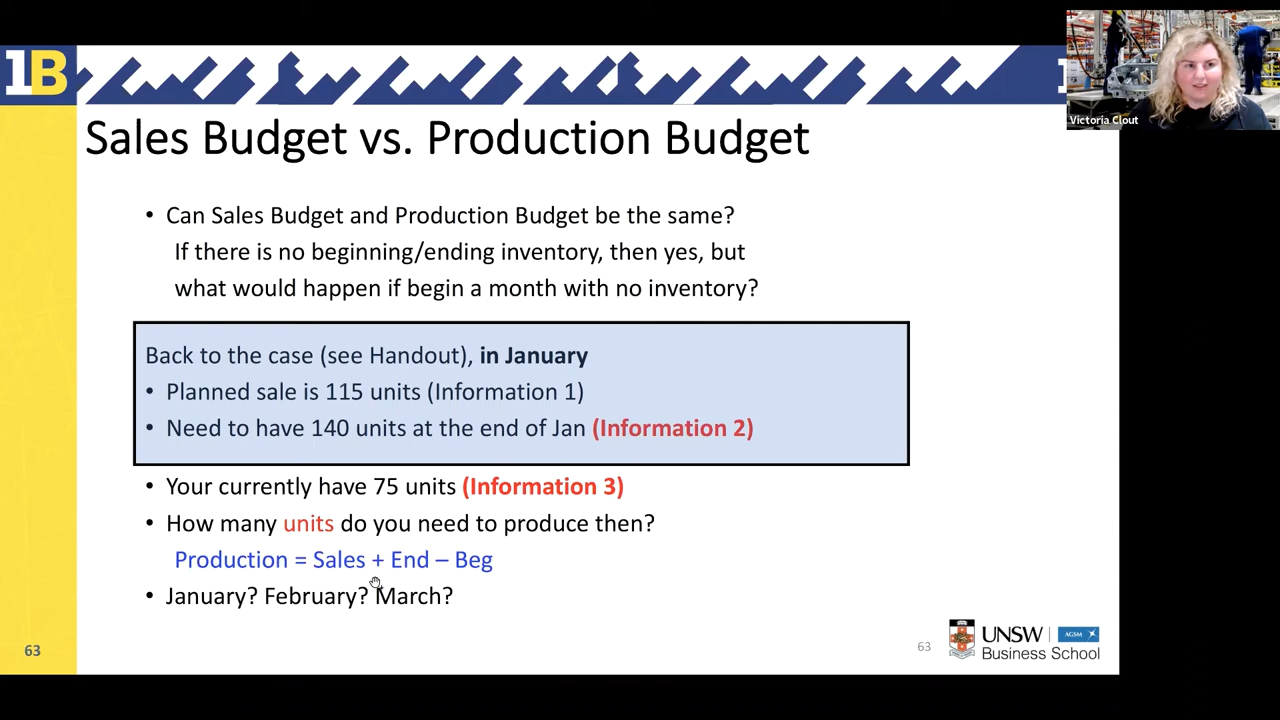 1B
1
Victoria Clout
Sales Budget vs. Production Budget
• Can Sales Budget and Production Budget be the same?
If there is no beginning/ending inventory, then yes, but
what would happen if begin a month with no inventory?
Back to the case (see Handout), in January
• Planned sale is 115 units (Information 1)
• Need to have 140 units at the end of Jan (Information 2)
• Your currently have 75 units (Information 3)
• How many units do you need to produce then?
Production = Sales + End – Beg
• January? February? March?
63
63
UNSW
AGSM
Business School